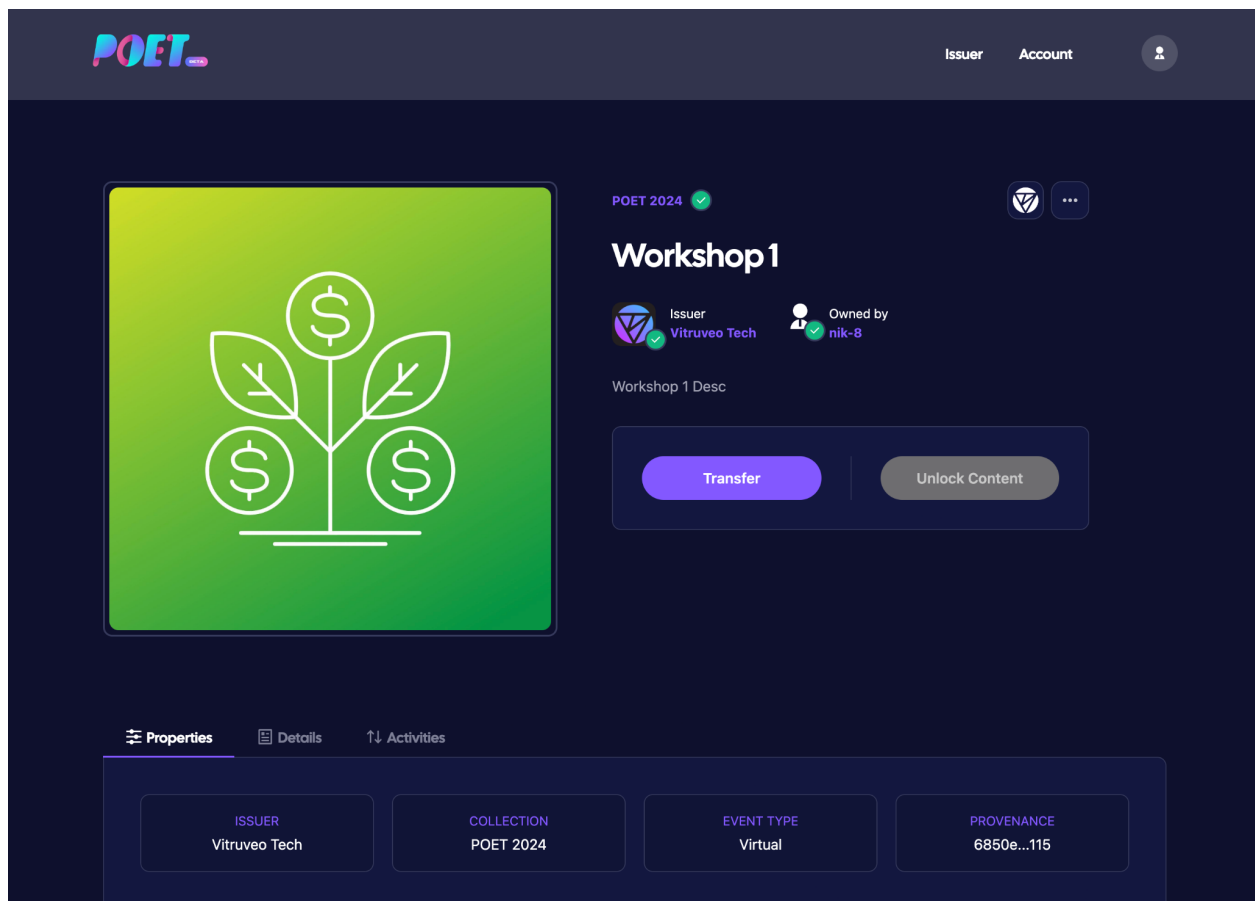 POET BETA
Issuer
Account
POET 2024
Workshop 1
Issuer
Vitruveo Tech
Owned by
nik-8
Workshop 1 Desc
Transfer
Unlock Content
Properties
Details
Activities
ISSUER
Vitruveo Tech
COLLECTION
POET 2024
EVENT TYPE
Virtual
PROVENANCE
6850e...115